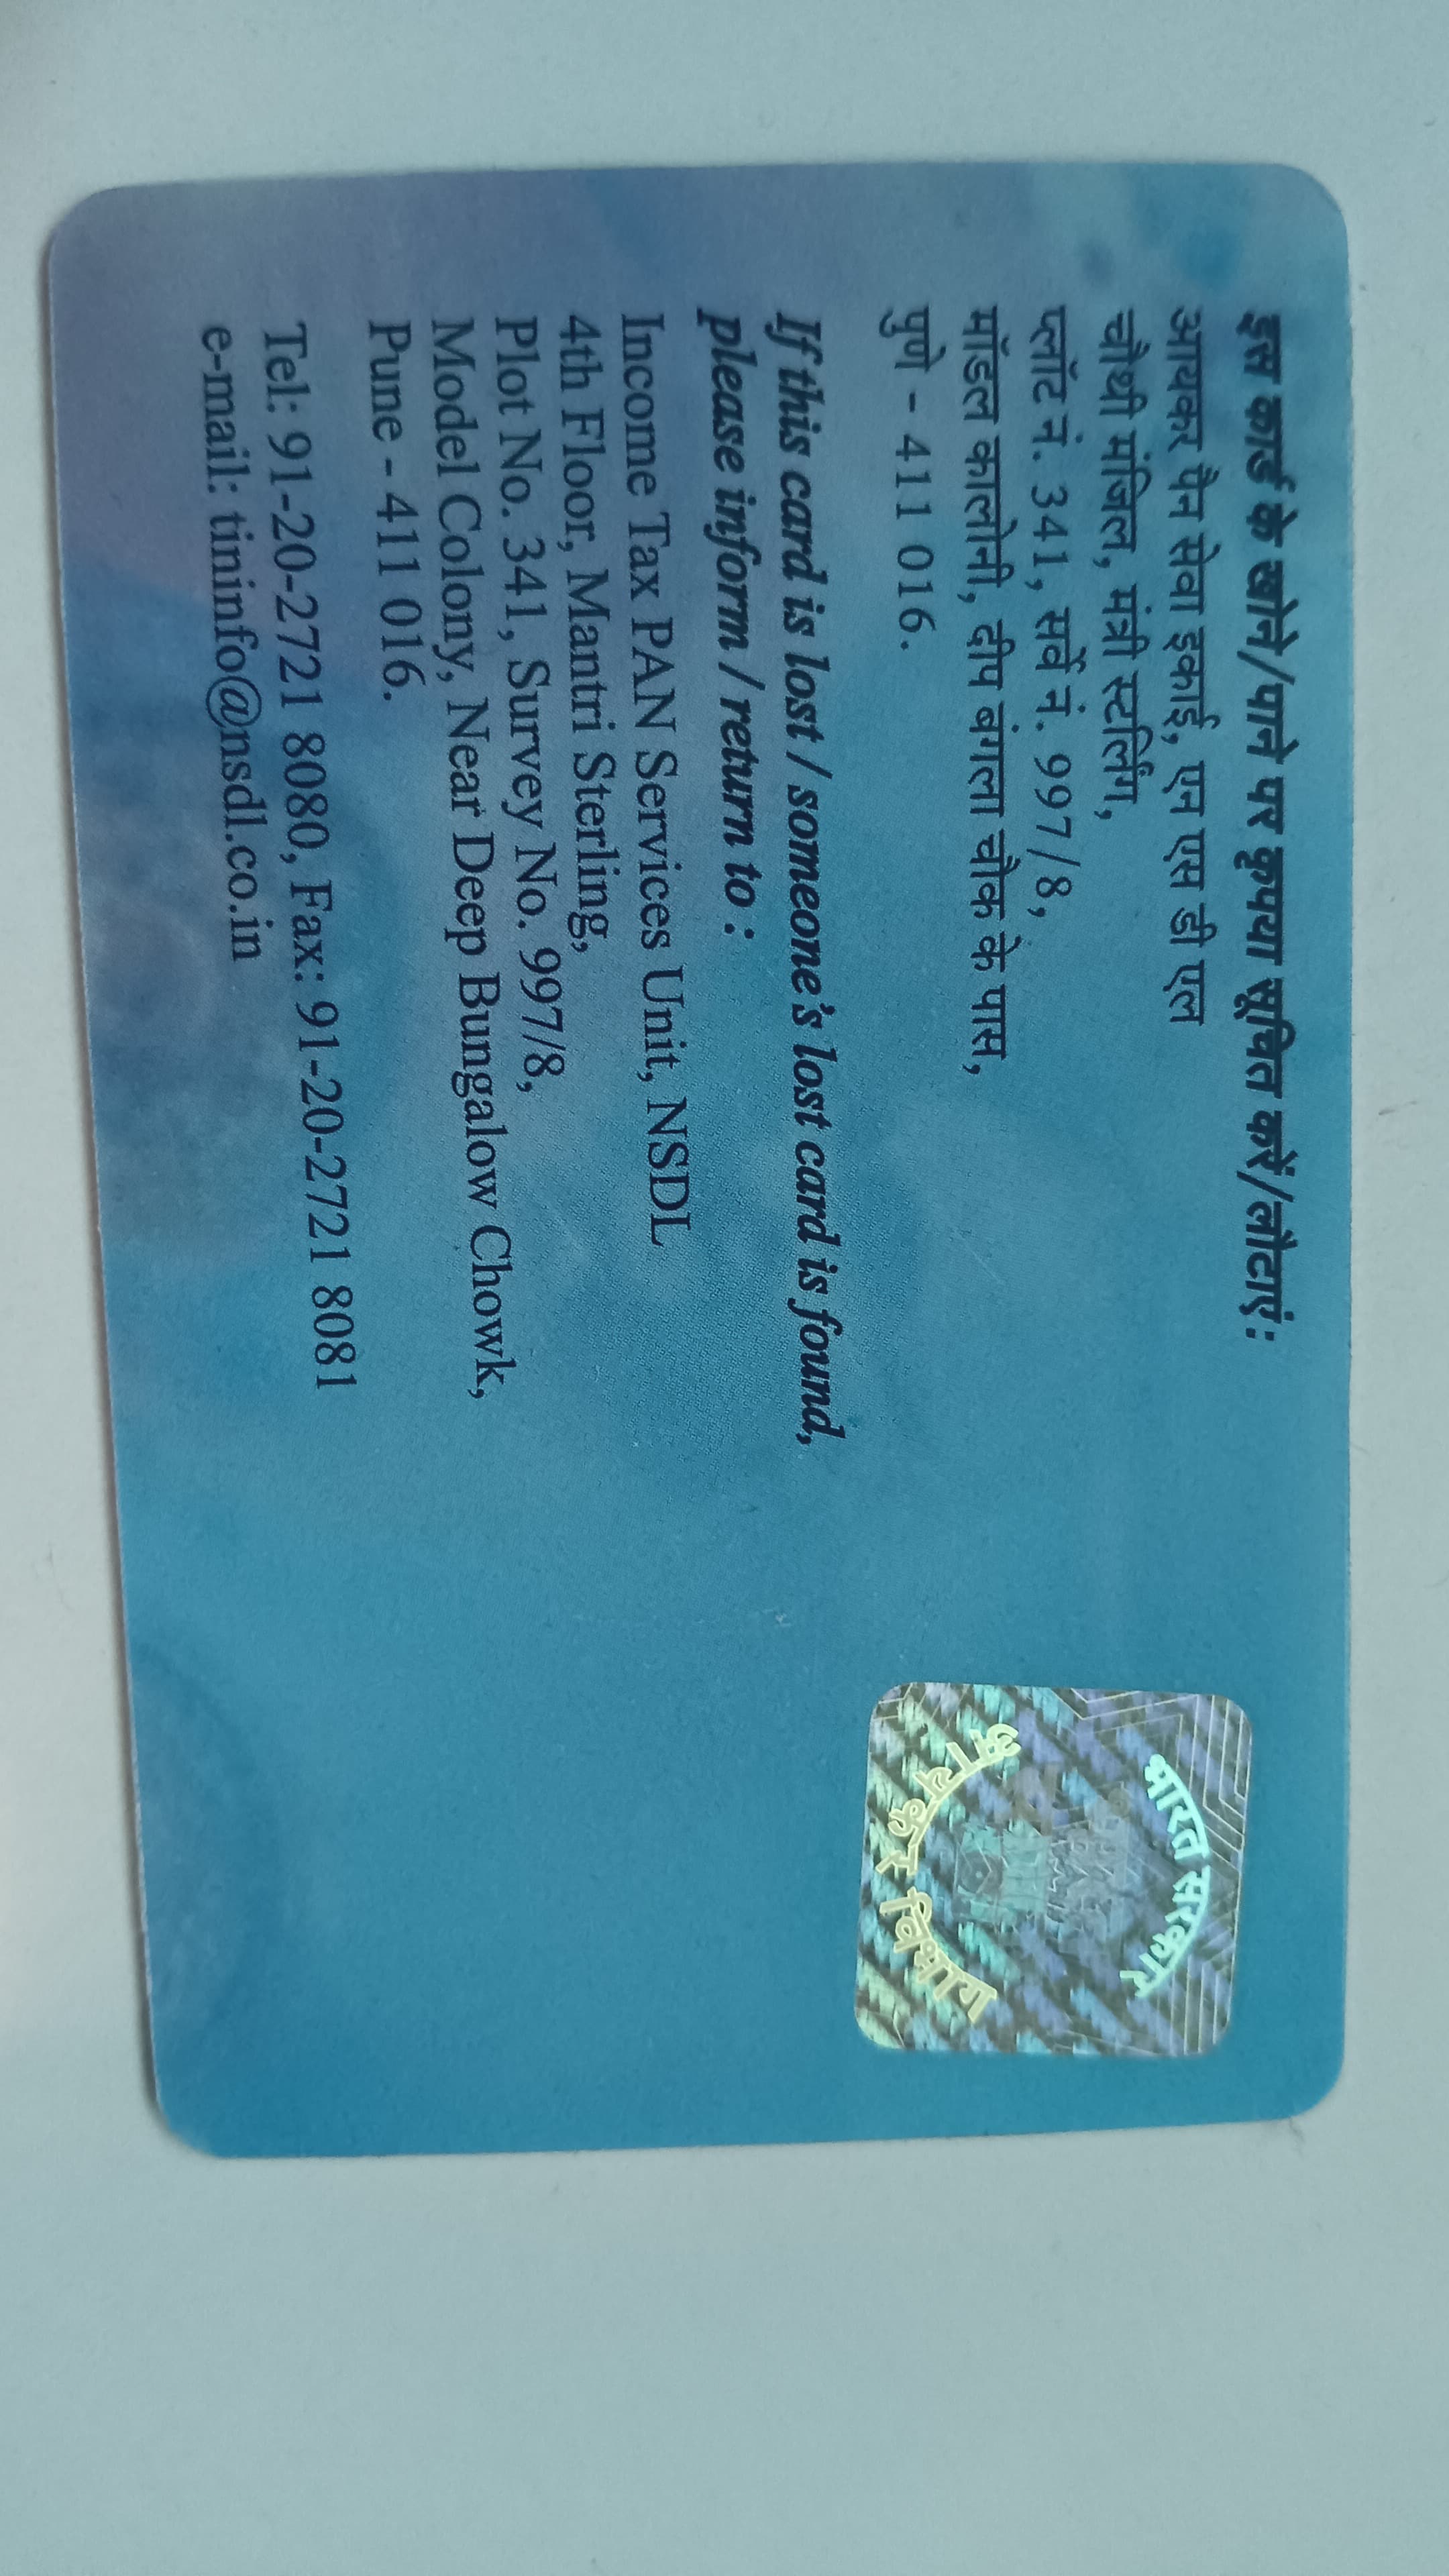 इस कार्ड के खोने/पाने पर कृपया सूचित करें/लौटाएं:
आयकर पैन सेवा इकाई, एन एस डी एल
चौथी मंजिल, मंत्री स्टर्लिंग,
प्लॉट नं. 341, सर्वे नं. 997/8,
मॉडल कालोनी, दीप बंगला चौक के पास,
पुणे - 411 016.
If this card is lost / someone's lost card is found,
please inform / return to :
Income Tax PAN Services Unit, NSDL
4th Floor, Mantri Sterling,
Plot No. 341, Survey No. 997/8,
Model Colony, Near Deep Bungalow Chowk,
Pune - 411 016.
Tel: 91-20-2721 8080, Fax: 91-20-2721 8081
e-mail: tininfo@nsdl.co.in
भारत सरकार
आयकर विभाग